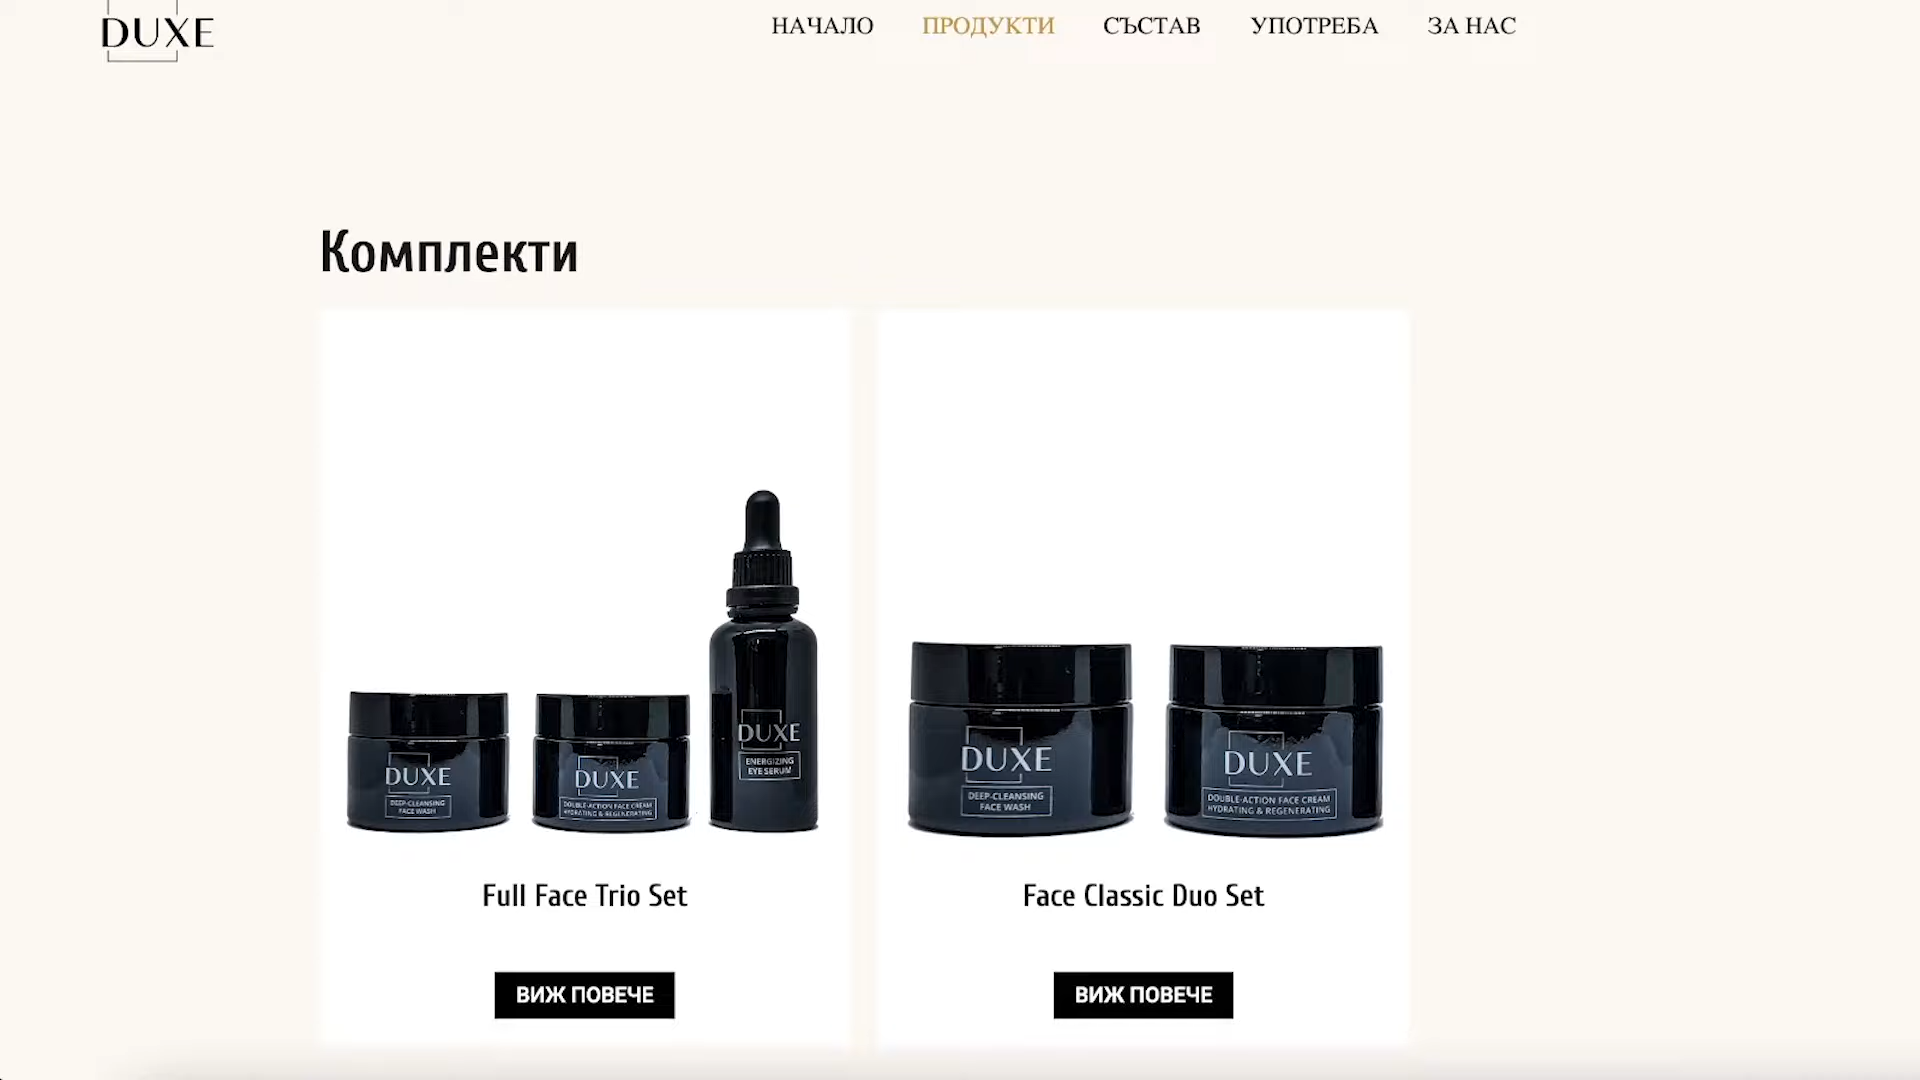 DUXE
НАЧАЛО ПРОДУКТИ СЪСТАВ УПОТРЕБА ЗА НАС
Комплекти
DUXE
DEEP-CLEANSING
FACE WASH
DUXE
DOUBLE-ACTION FACE CREAM
HYDRATING & REGENERATING
DUXE
ENERGIZING
EYE SERUM
DUXE
DEEP-CLEANSING
FACE WASH
DUXE
DOUBLE-ACTION FACE CREAM
HYDRATING & REGENERATING
Full Face Trio Set
Face Classic Duo Set
ВИЖ ПОВЕЧЕ
ВИЖ ПОВЕЧЕ